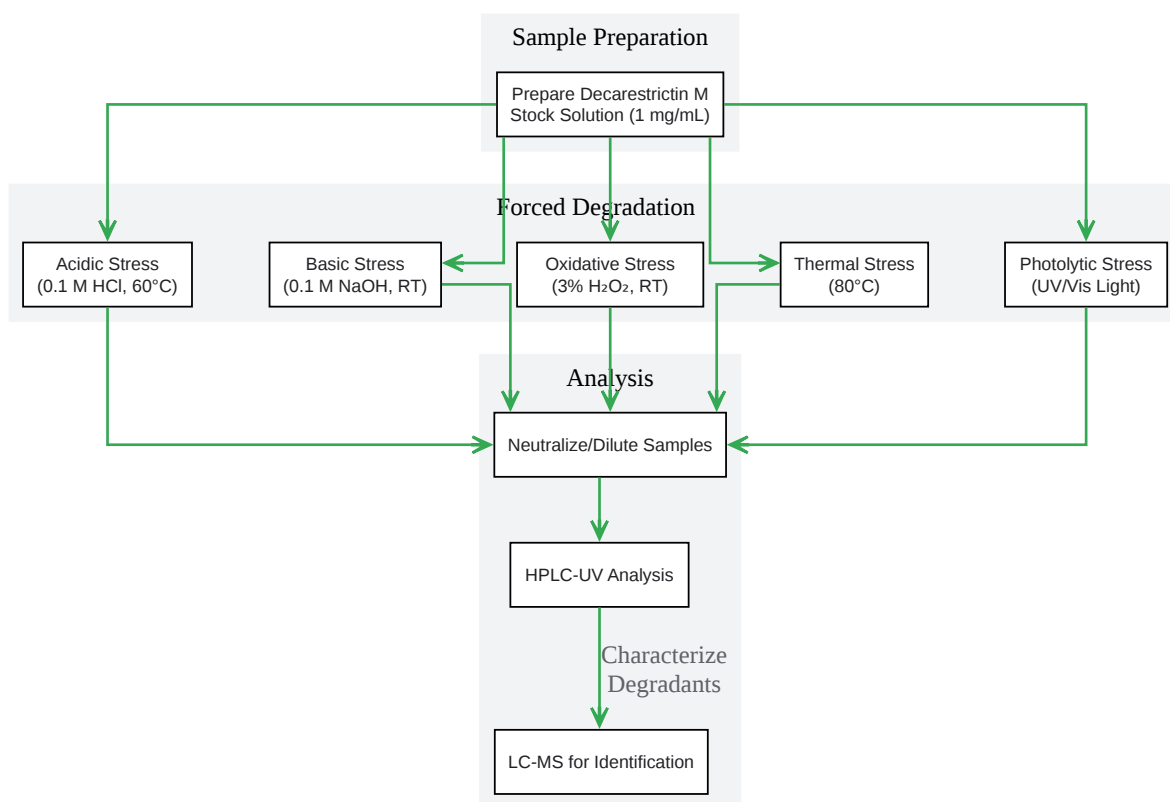 Sample Preparation
Prepare Decarestrictin M
Stock Solution (1 mg/mL)
Forced Degradation
Acidic Stress
(0.1 M HCl, 60°C)
Basic Stress
(0.1 M NaOH, RT)
Oxidative Stress
(3% H₂O₂, RT)
Thermal Stress
(80°C)
Photolytic Stress
(UV/Vis Light)
Analysis
Neutralize/Dilute Samples
HPLC-UV Analysis
Characterize
Degradants
LC-MS for Identification